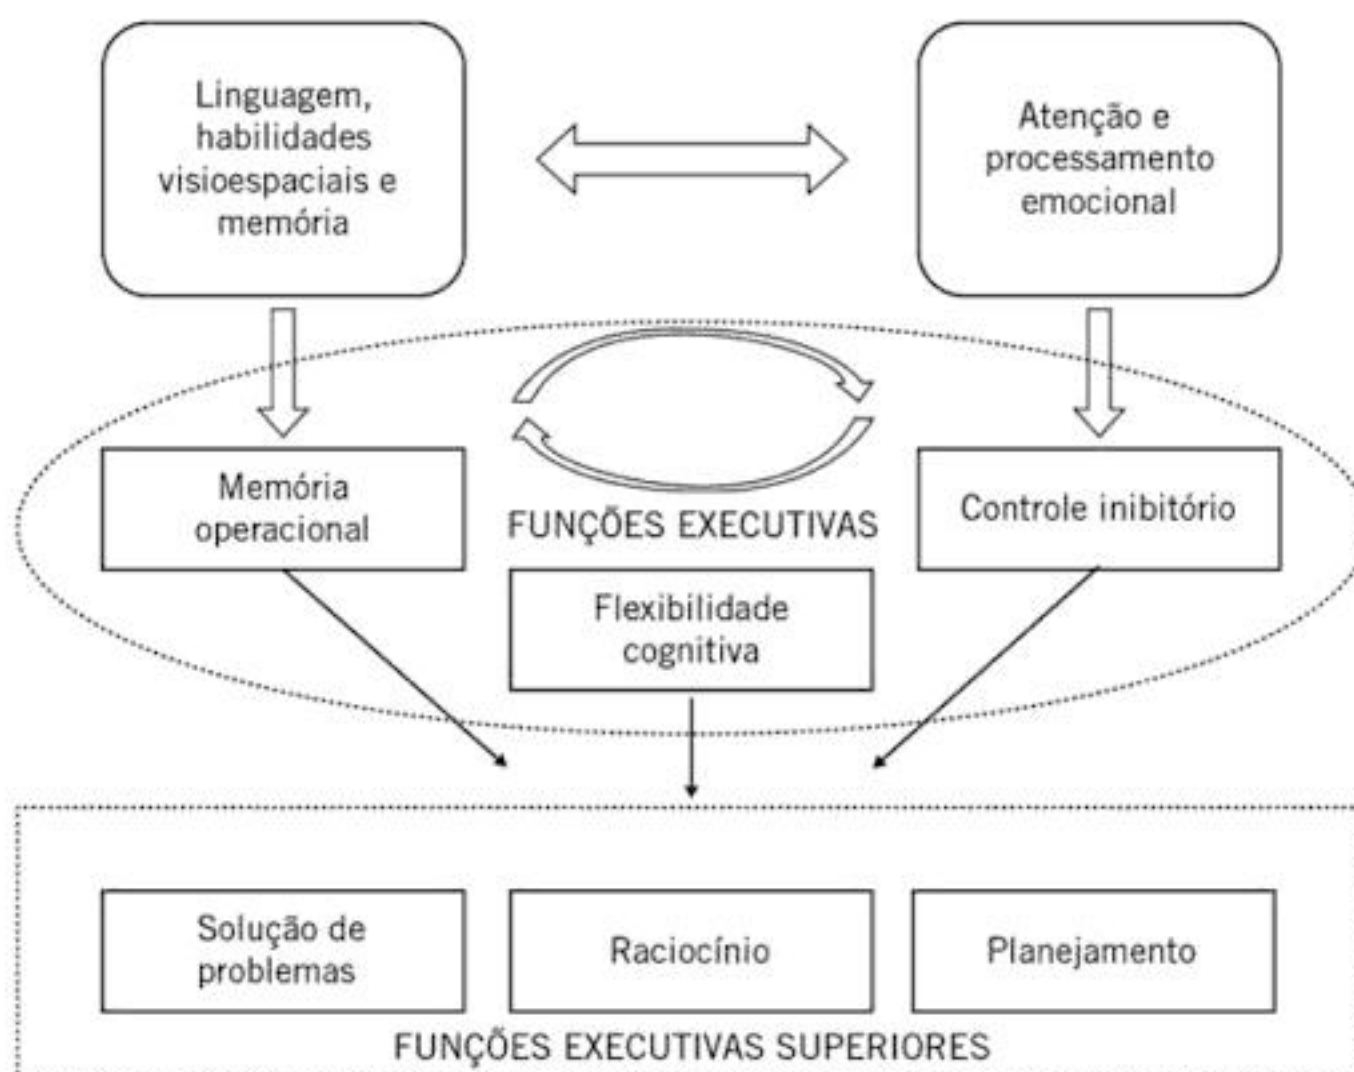 Linguagem,
habilidades
visioespaciais e
memória
Atenção e
processamento
emocional
Memória
operacional
FUNÇÕES EXECUTIVAS
Controle inibitório
Flexibilidade
cognitiva
Solução de
problemas
Raciocínio
Planejamento
FUNÇÕES EXECUTIVAS SUPERIORES